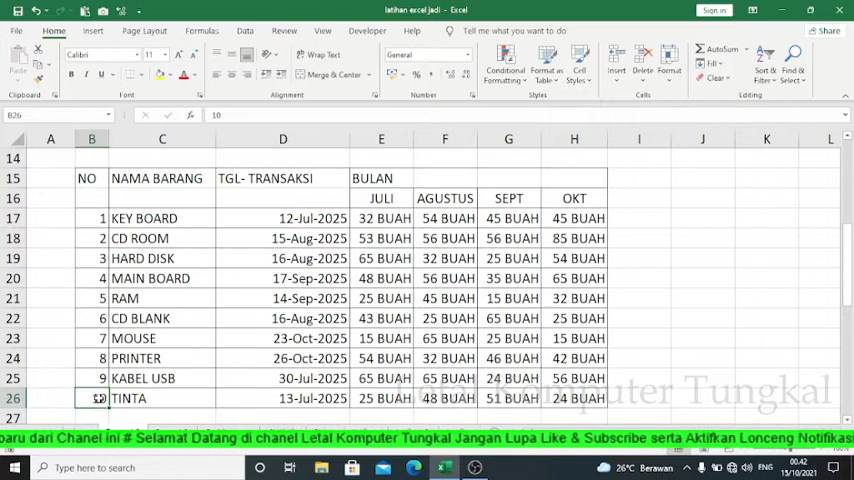 latihan excel jadi - Excel
Sign in
File Home Insert Page Layout Formulas Data Review View Developer Tell me what you want to do Share
Calibri 11 Wrap Text General AutoSum
Fill
Paste Merge & Center Conditional Formatting Format as Table Cell Styles Insert Delete Format Clear Sort & Filter Find & Select
Clipboard Font Alignment Number Styles Cells Editing
B26 10
A B C D E F G H I J K L
14
15 NO NAMA BARANG TGL- TRANSAKSI BULAN
16 JULI AGUSTUS SEPT OKT
17 1 KEY BOARD 12-Jul-2025 32 BUAH 54 BUAH 45 BUAH 45 BUAH
18 2 CD ROOM 15-Aug-2025 53 BUAH 56 BUAH 56 BUAH 85 BUAH
19 3 HARD DISK 16-Aug-2025 65 BUAH 32 BUAH 25 BUAH 54 BUAH
20 4 MAIN BOARD 17-Sep-2025 48 BUAH 56 BUAH 35 BUAH 65 BUAH
21 5 RAM 14-Sep-2025 25 BUAH 45 BUAH 15 BUAH 32 BUAH
22 6 CD BLANK 16-Aug-2025 43 BUAH 25 BUAH 65 BUAH 25 BUAH
23 7 MOUSE 23-Oct-2025 15 BUAH 65 BUAH 25 BUAH 15 BUAH
24 8 PRINTER 26-Oct-2025 54 BUAH 32 BUAH 46 BUAH 42 BUAH
25 9 KABEL USB 30-Jul-2025 65 BUAH 65 BUAH 24 BUAH 56 BUAH
26 10 TINTA 13-Jul-2025 25 BUAH 48 BUAH 51 BUAH 24 BUAH
Letal Komputer Tungkal
27
baru dari Chanel ini # Selamat Datang di chanel Letal Komputer Tungkal Jangan Lupa Like & Subscribe serta Aktifkan Lonceng Notifikasi
100%
Type here to search 26°C Berawan ENG 00.42
15/10/2021